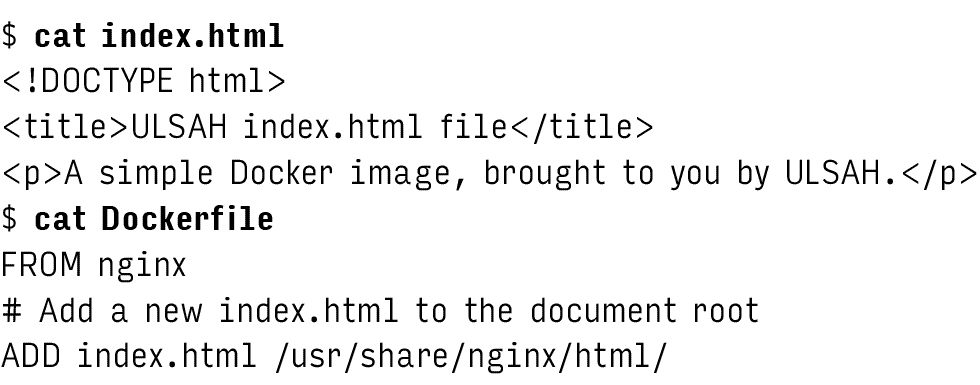 $ cat index.html
<!DOCTYPE html>
<title>ULSAH index.html file</title>
<p>A simple Docker image, brought to you by ULSAH.</p>
$ cat Dockerfile
FROM nginx
# Add a new index.html to the document root
ADD index.html /usr/share/nginx/html/